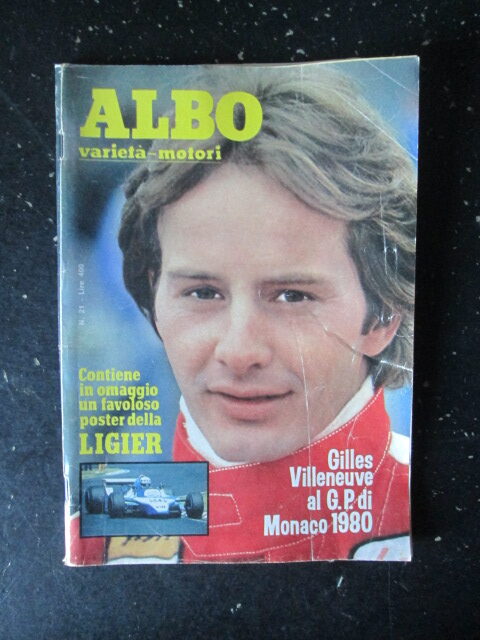 ALBO
varietà-motori
N. 21 Lire 400
Contiene
in omaggio
un favoloso
poster della
LIGIER
Gilles
Villeneuve
al G.P. di
Monaco 1980